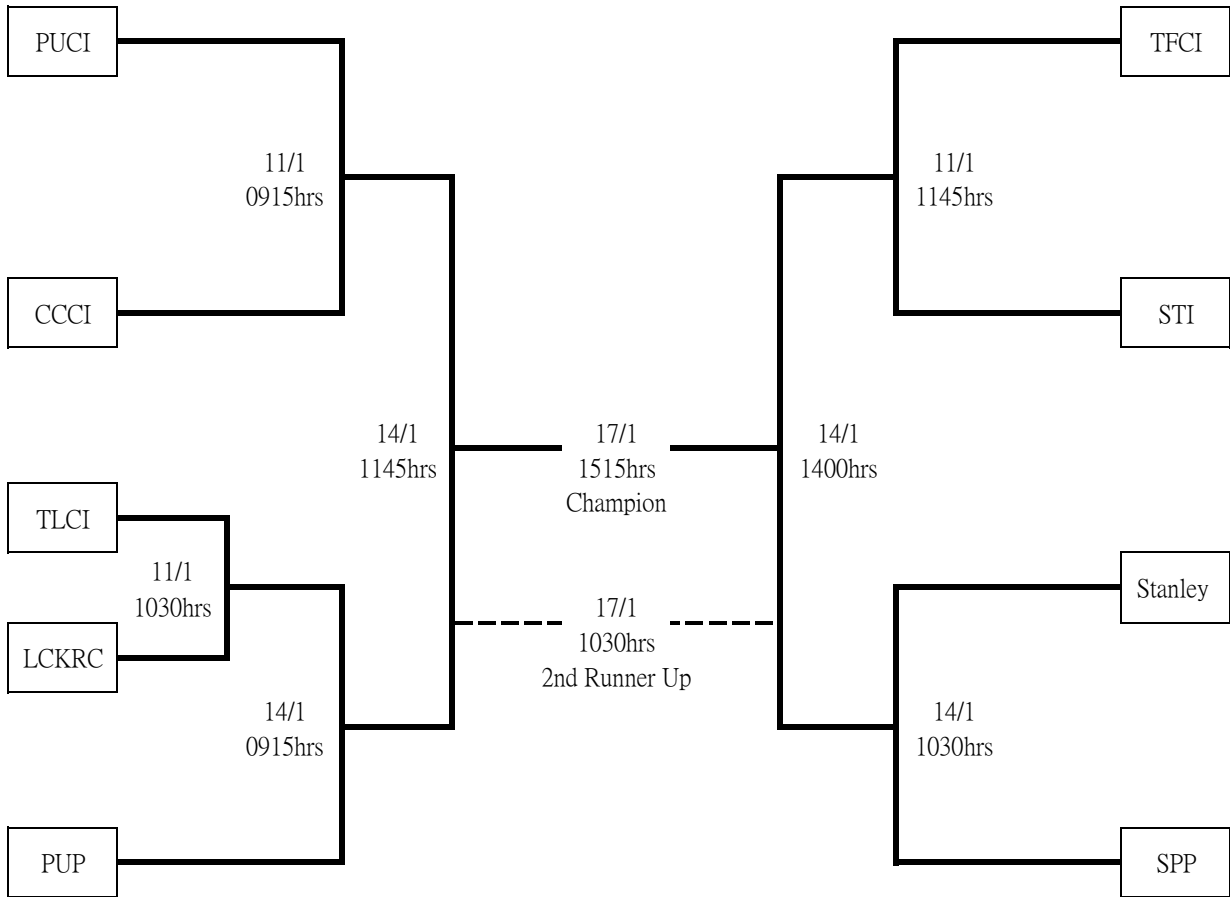 PUCI
TFCI
11/1
0915hrs
11/1
1145hrs
CCCI
STI
14/1
1145hrs
17/1
1515hrs
Champion
14/1
1400hrs
TLCI
11/1
1030hrs
LCKRC
17/1
1030hrs
2nd Runner Up
Stanley
14/1
0915hrs
14/1
1030hrs
PUP
SPP